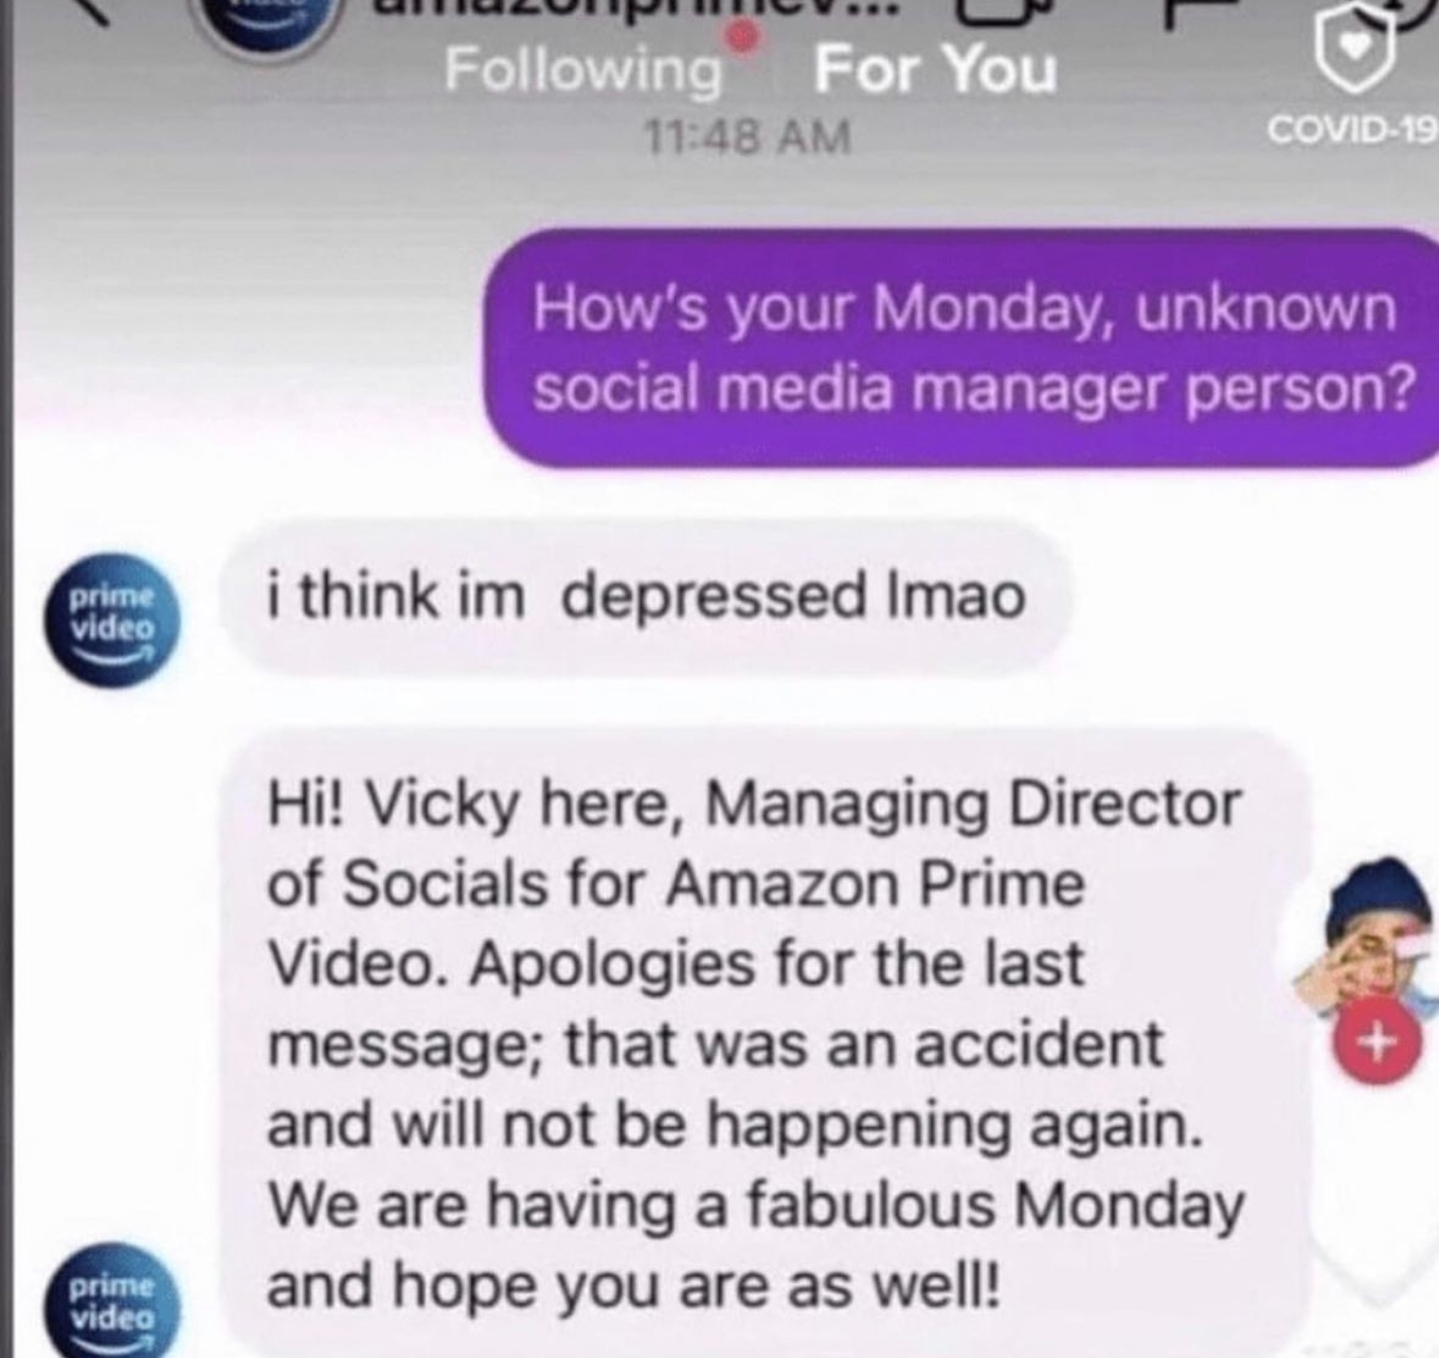 amazonprimev...
Following For You
11:48 AM
COVID-19
How's your Monday, unknown
social media manager person?
prime
video
i think im depressed lmao
Hi! Vicky here, Managing Director
of Socials for Amazon Prime
Video. Apologies for the last
message; that was an accident
and will not be happening again.
We are having a fabulous Monday
and hope you are as well!
prime
video